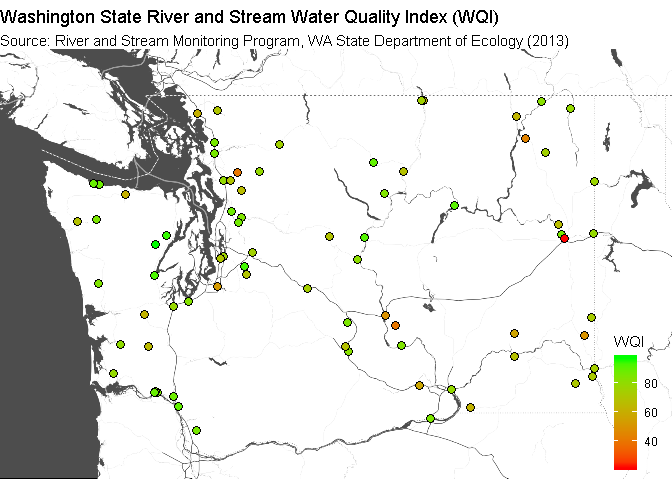 Washington State River and Stream Water Quality Index (WQI)
Source: River and Stream Monitoring Program, WA State Department of Ecology (2013)
WQI
80
60
40